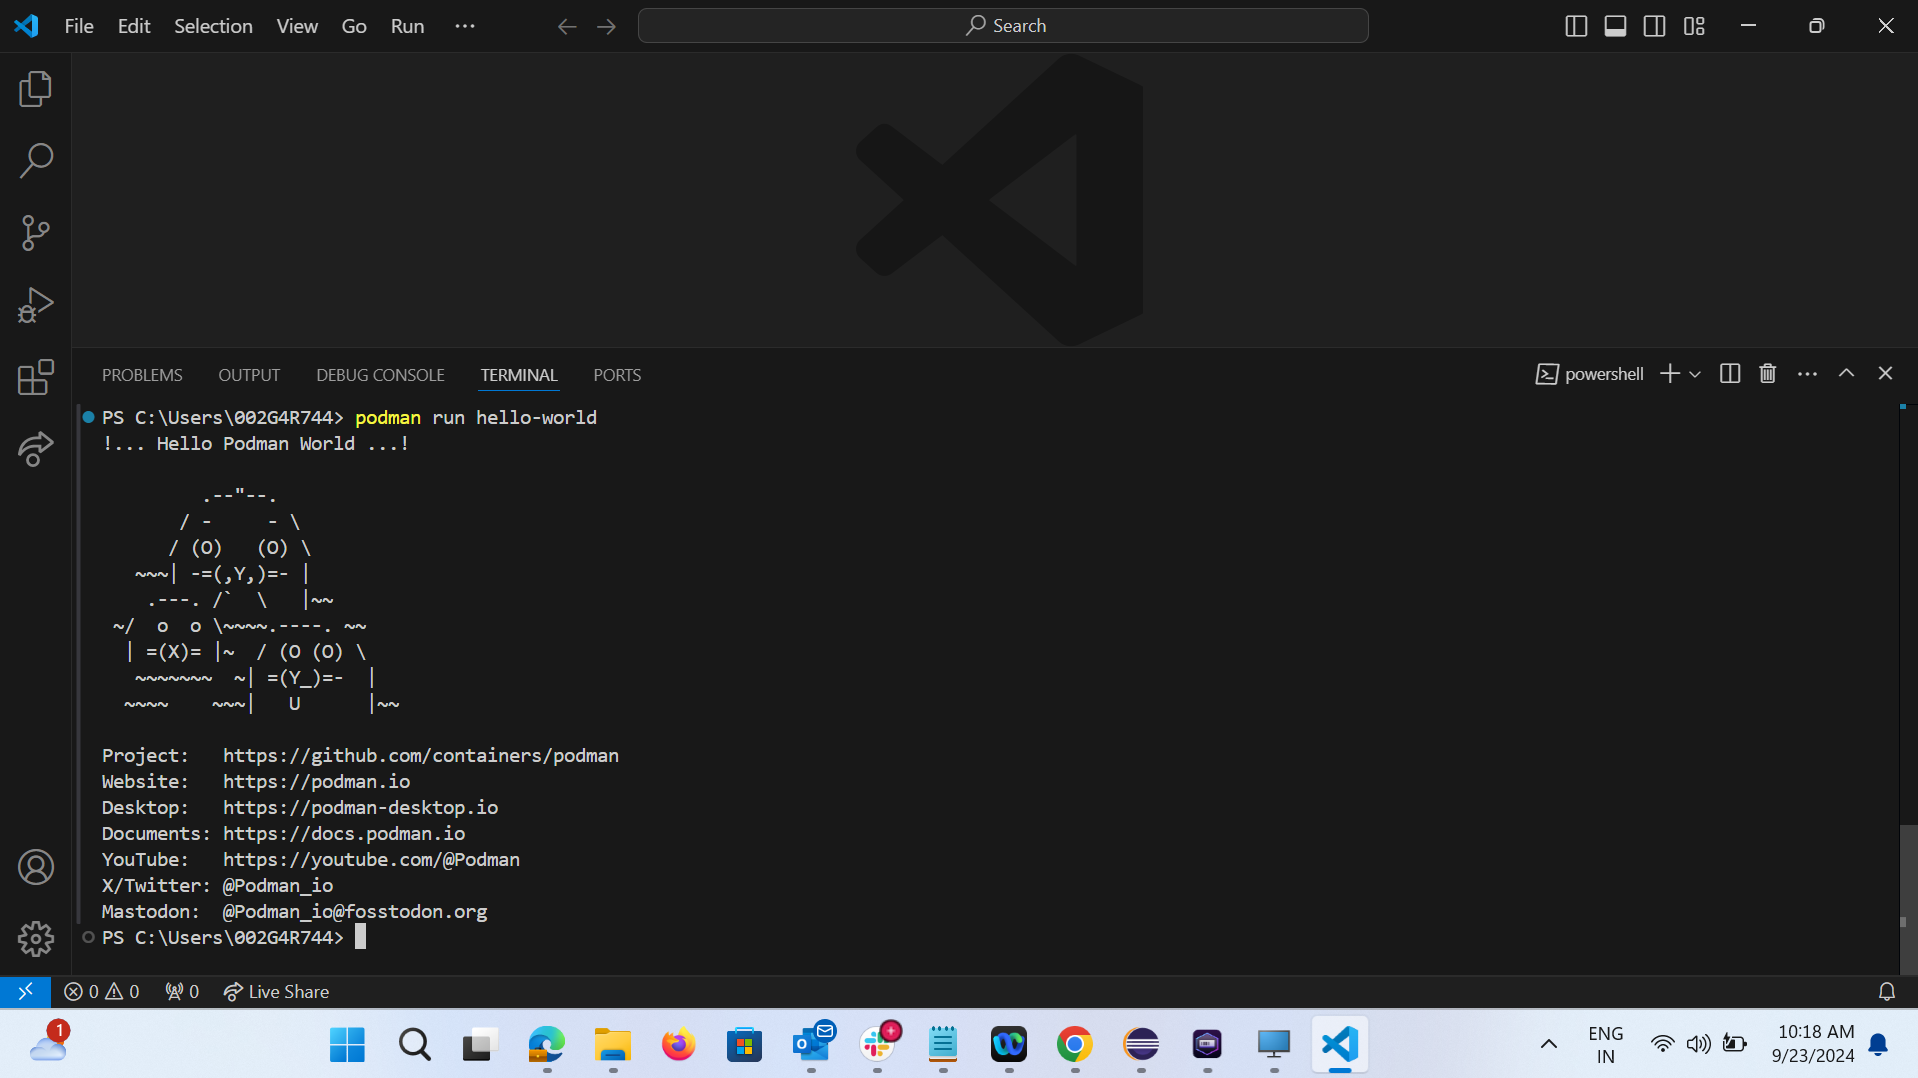 File Edit Selection View Go Run ··· Search
PROBLEMS OUTPUT DEBUG CONSOLE TERMINAL PORTS powershell
PS C:\Users\002G4R744> podman run hello-world
!... Hello Podman World ...!
         .--"--.
       / -     - \
      / (O)   (O) \
   ~~~| -=(,Y,)=- |
    .---. /`  \   |~~
 ~/  o  o \~~~~.----. ~~
  | =(X)= |~  / (O (O) \
   ~~~~~~~  ~| =(Y_)=-  |
  ~~~~    ~~~|   U      |~~
Project:   https://github.com/containers/podman
Website:   https://podman.io
Desktop:   https://podman-desktop.io
Documents: https://docs.podman.io
YouTube:   https://youtube.com/@Podman
X/Twitter: @Podman_io
Mastodon:  @Podman_io@fosstodon.org
PS C:\Users\002G4R744>
0 0 0 Live Share
1
ENG
IN
10:18 AM
9/23/2024